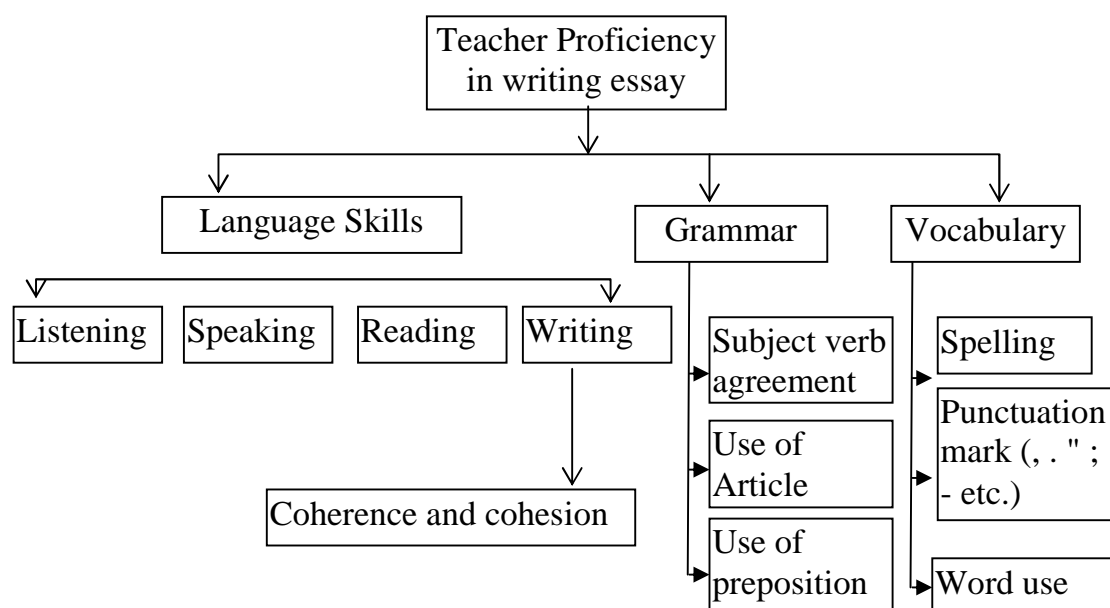 Teacher Proficiency
in writing essay
Language Skills
Grammar
Vocabulary
Listening
Speaking
Reading
Writing
Subject verb
agreement
Use of
Article
Use of
preposition
Spelling
Punctuation
mark (, . " ;
- etc.)
Word use
Coherence and cohesion